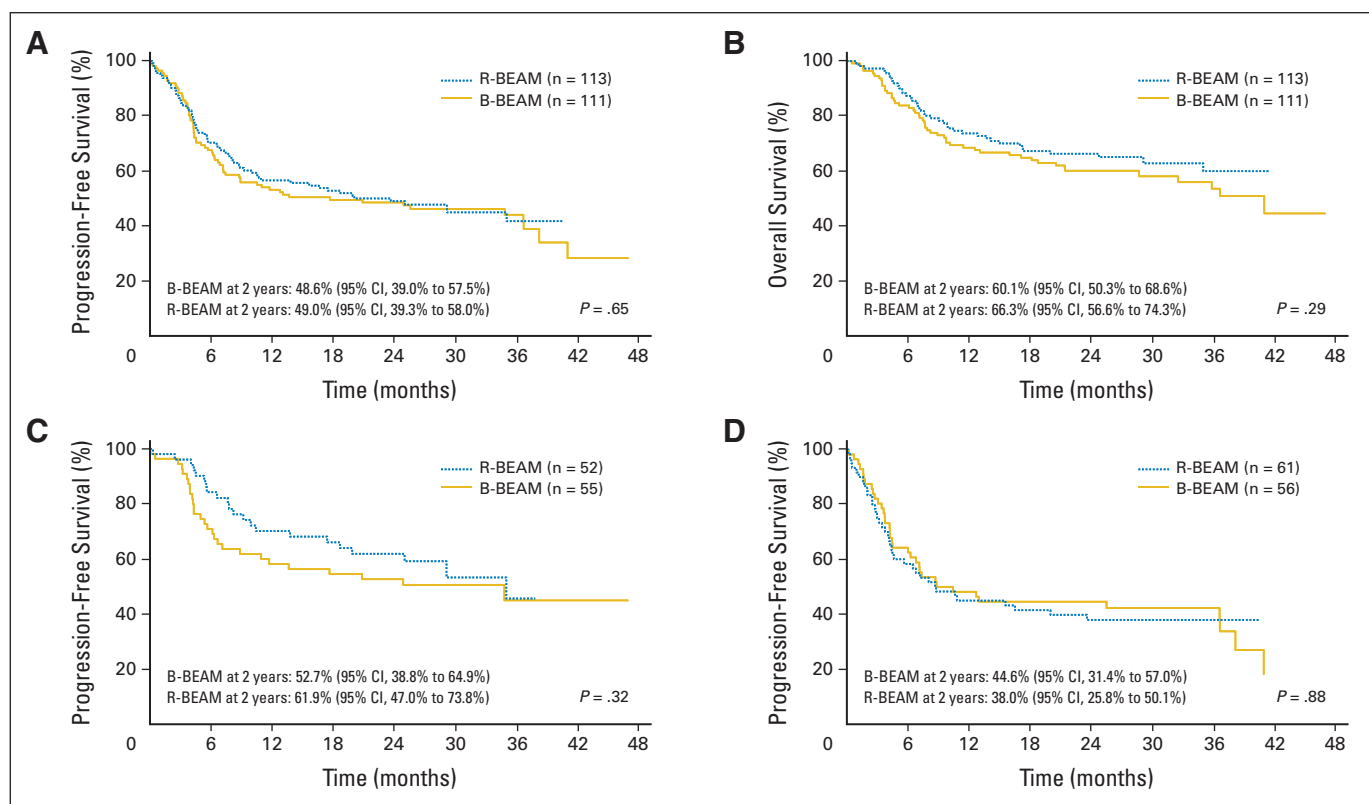 A
Progression-Free Survival (%)
100
80
60
40
20
0
R-BEAM (n = 113)
B-BEAM (n = 111)
B-BEAM at 2 years: 48.6% (95% CI, 39.0% to 57.5%)
R-BEAM at 2 years: 49.0% (95% CI, 39.3% to 58.0%)
P = .65
6 12 18 24 30 36 42 48
Time (months)
B
Overall Survival (%)
100
80
60
40
20
0
R-BEAM (n = 113)
B-BEAM (n = 111)
B-BEAM at 2 years: 60.1% (95% CI, 50.3% to 68.6%)
R-BEAM at 2 years: 66.3% (95% CI, 56.6% to 74.3%)
P = .29
6 12 18 24 30 36 42 48
Time (months)
C
Progression-Free Survival (%)
100
80
60
40
20
0
R-BEAM (n = 52)
B-BEAM (n = 55)
B-BEAM at 2 years: 52.7% (95% CI, 38.8% to 64.9%)
R-BEAM at 2 years: 61.9% (95% CI, 47.0% to 73.8%)
P = .32
6 12 18 24 30 36 42 48
Time (months)
D
Progression-Free Survival (%)
100
80
60
40
20
0
R-BEAM (n = 61)
B-BEAM (n = 56)
B-BEAM at 2 years: 44.6% (95% CI, 31.4% to 57.0%)
R-BEAM at 2 years: 38.0% (95% CI, 25.8% to 50.1%)
P = .88
6 12 18 24 30 36 42 48
Time (months)